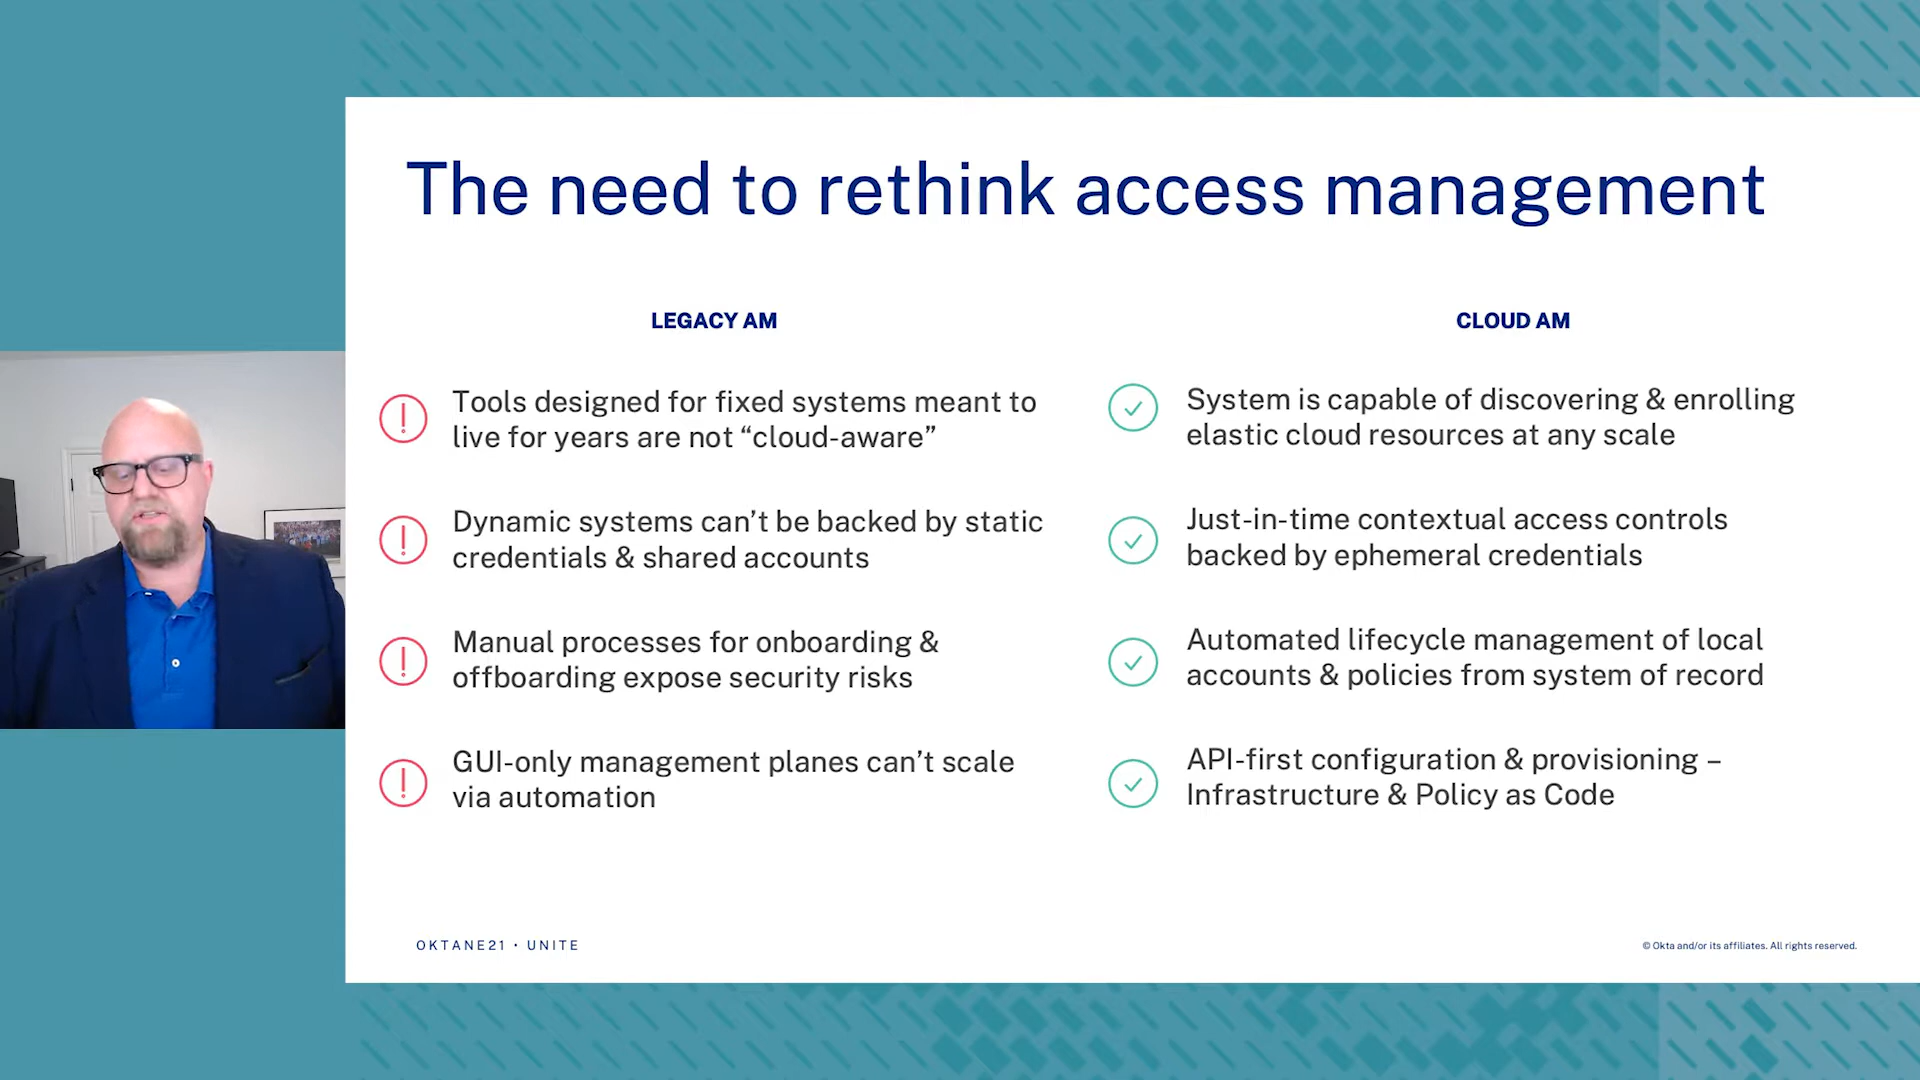 The need to rethink access management
LEGACY AM
Tools designed for fixed systems meant to
live for years are not “cloud-aware”
Dynamic systems can’t be backed by static
credentials & shared accounts
Manual processes for onboarding &
offboarding expose security risks
GUI-only management planes can’t scale
via automation
CLOUD AM
System is capable of discovering & enrolling
elastic cloud resources at any scale
Just-in-time contextual access controls
backed by ephemeral credentials
Automated lifecycle management of local
accounts & policies from system of record
API-first configuration & provisioning –
Infrastructure & Policy as Code
OKTANE21 • UNITE
© Okta and/or its affiliates. All rights reserved.